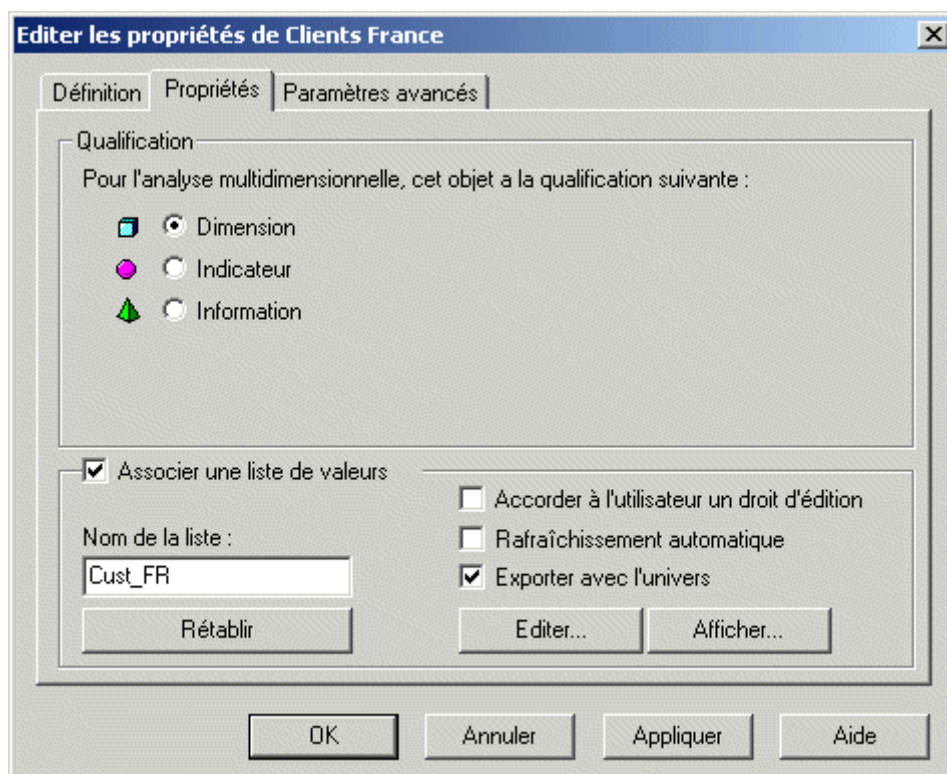 Editer les propriétés de Clients France
Définition Propriétés Paramètres avancés
Qualification
Pour l'analyse multidimensionnelle, cet objet a la qualification suivante :
Dimension
Indicateur
Information
Associer une liste de valeurs
Accorder à l'utilisateur un droit d'édition
Nom de la liste :
Rafraîchissement automatique
Cust_FR
Exporter avec l'univers
Rétablir
Editer... Afficher...
OK Annuler Appliquer Aide